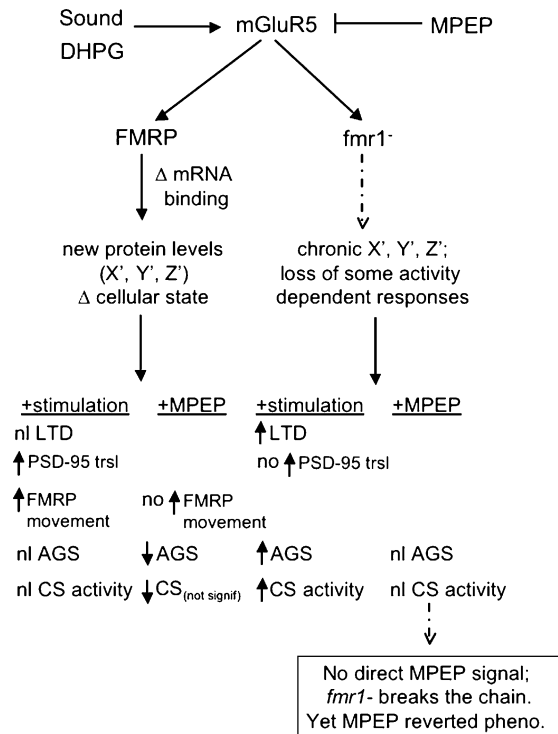 Sound
DHPG
mGluR5
MPEP
FMRP
fmr1-
Δ mRNA
binding
new protein levels
(X’, Y’, Z’)
Δ cellular state
chronic X’, Y’, Z’;
loss of some activity
dependent responses
+stimulation +MPEP +stimulation +MPEP
nl LTD ↑LTD
↑PSD-95 trsl no ↑PSD-95 trsl
↑FMRP no ↑FMRP
movement movement
nl AGS ↓AGS ↑AGS nl AGS
nl CS activity ↓CS(not signif) ↑CS activity nl CS activity
No direct MPEP signal;
fmr1- breaks the chain.
Yet MPEP reverted pheno.